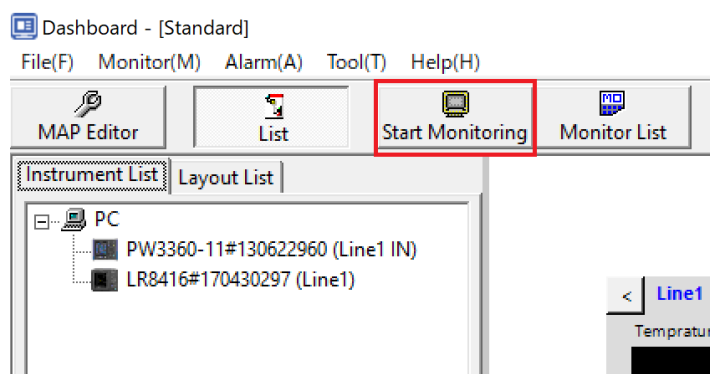 Dashboard - [Standard]
File(F) Monitor(M) Alarm(A) Tool(T) Help(H)
MAP Editor List Start Monitoring Monitor List
Instrument List Layout List
PC
PW3360-11#130622960 (Line1 IN)
LR8416#170430297 (Line1)
< Line1